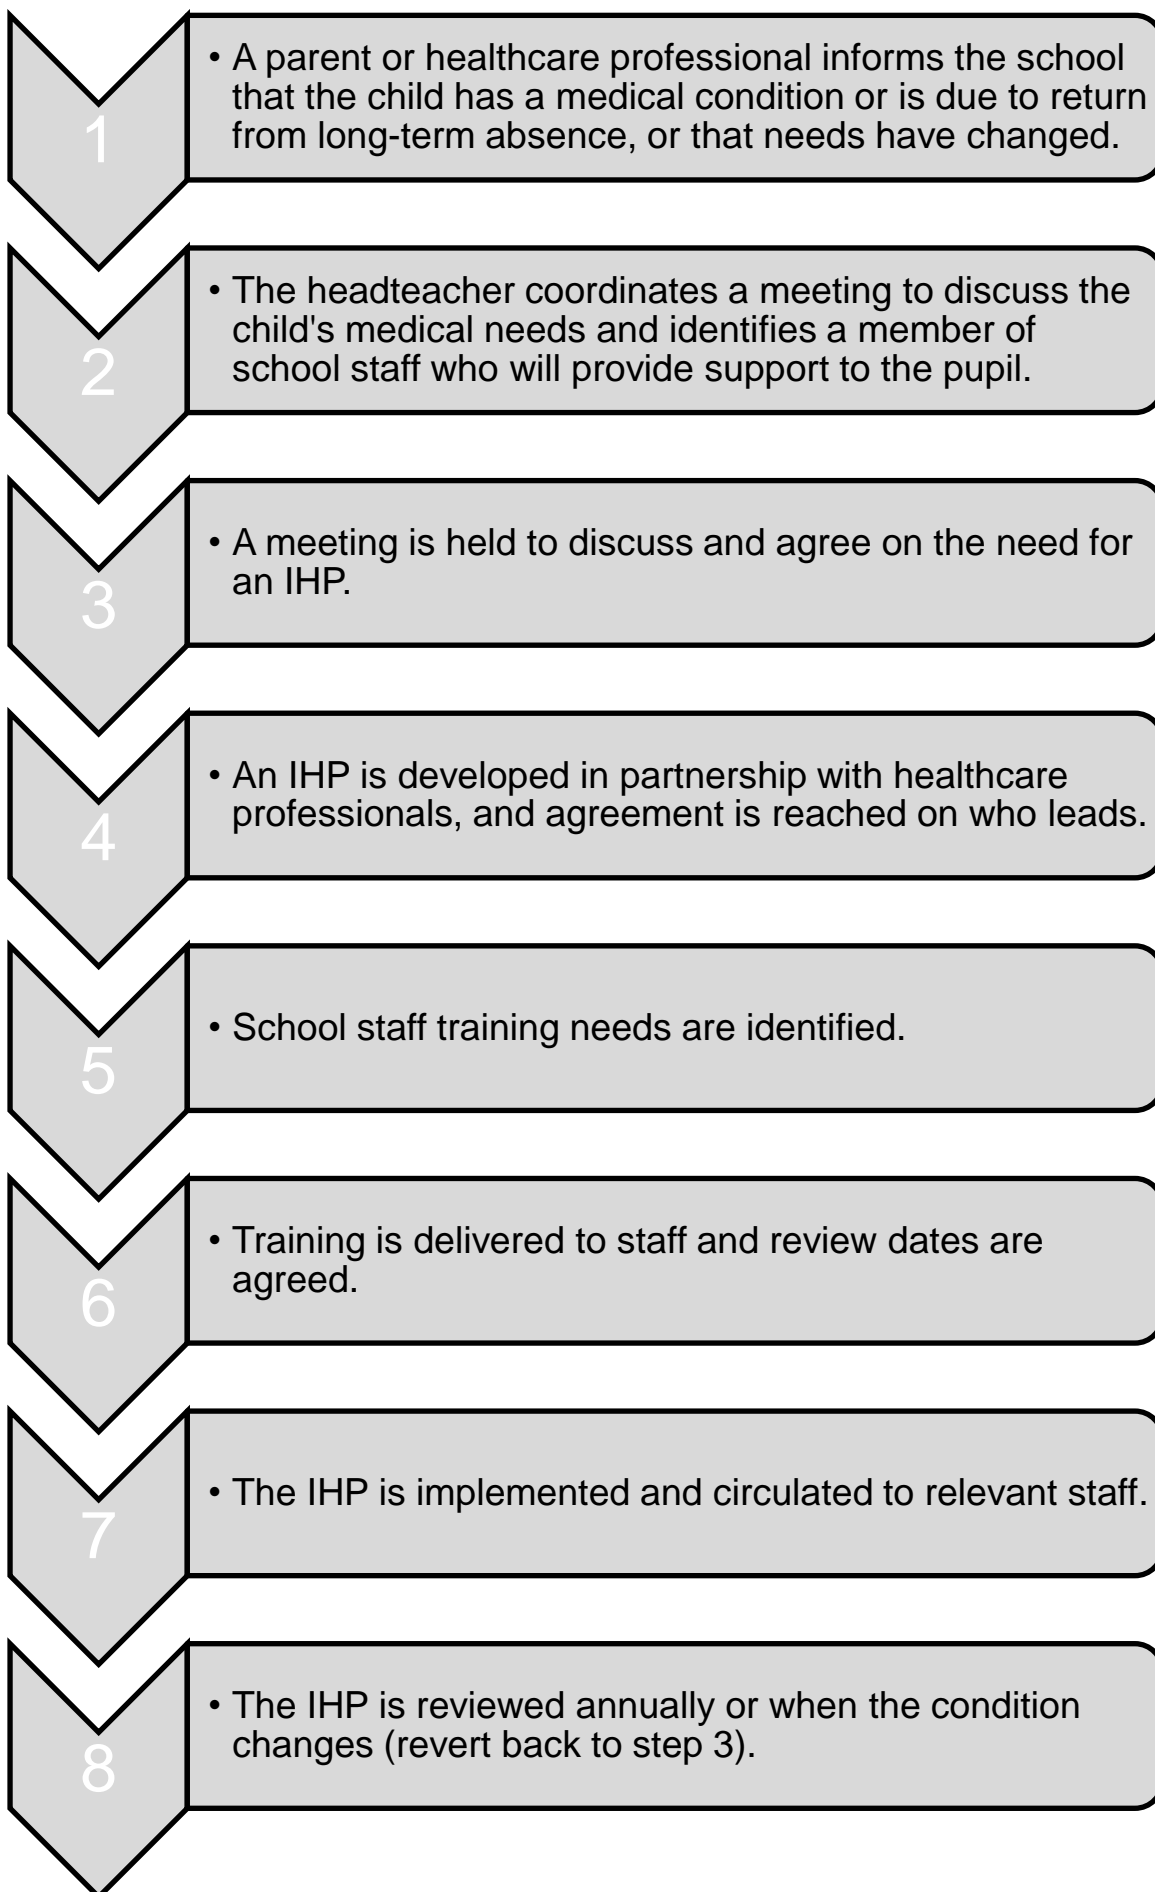 1
• A parent or healthcare professional informs the school
that the child has a medical condition or is due to return
from long-term absence, or that needs have changed.
2
• The headteacher coordinates a meeting to discuss the
child's medical needs and identifies a member of
school staff who will provide support to the pupil.
3
• A meeting is held to discuss and agree on the need for
an IHP.
4
• An IHP is developed in partnership with healthcare
professionals, and agreement is reached on who leads.
5
• School staff training needs are identified.
6
• Training is delivered to staff and review dates are
agreed.
7
• The IHP is implemented and circulated to relevant staff.
8
• The IHP is reviewed annually or when the condition
changes (revert back to step 3).